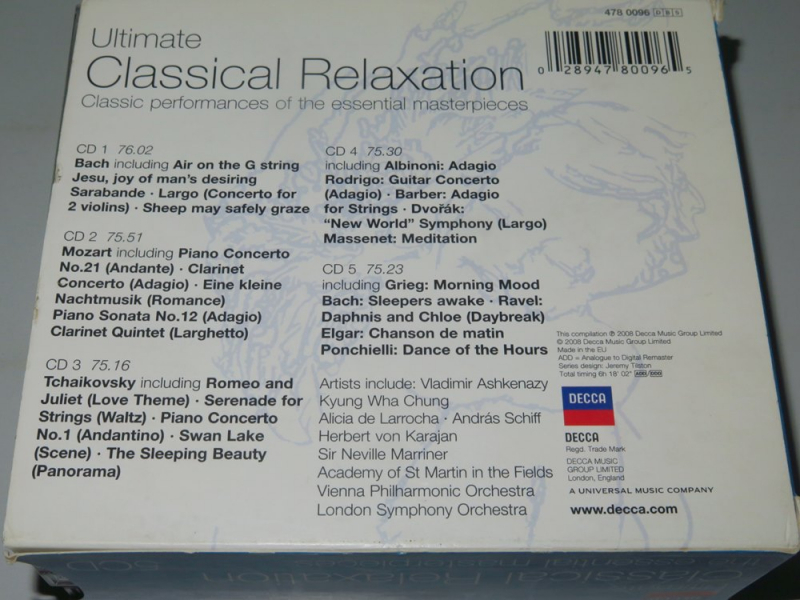 478 0096 DB5
Ultimate
Classical Relaxation
Classic performances of the essential masterpieces
0 28947 80096 5
CD 1 76.02
Bach including Air on the G string
Jesu, joy of man's desiring
Sarabande · Largo (Concerto for
2 violins) · Sheep may safely graze
CD 2 75.51
Mozart including Piano Concerto
No.21 (Andante) · Clarinet
Concerto (Adagio) · Eine kleine
Nachtmusik (Romance)
Piano Sonata No.12 (Adagio)
Clarinet Quintet (Larghetto)
CD 3 75.16
Tchaikovsky including Romeo and
Juliet (Love Theme) · Serenade for
Strings (Waltz) · Piano Concerto
No.1 (Andantino) · Swan Lake
(Scene) · The Sleeping Beauty
(Panorama)
CD 4 75.30
including Albinoni: Adagio
Rodrigo: Guitar Concerto
(Adagio) · Barber: Adagio
for Strings · Dvořák:
"New World" Symphony (Largo)
Massenet: Meditation
CD 5 75.23
including Grieg: Morning Mood
Bach: Sleepers awake · Ravel:
Daphnis and Chloe (Daybreak)
Elgar: Chanson de matin
Ponchielli: Dance of the Hours
Artists include: Vladimir Ashkenazy
Kyung Wha Chung
Alicia de Larrocha · András Schiff
Herbert von Karajan
Sir Neville Marriner
Academy of St Martin in the Fields
Vienna Philharmonic Orchestra
London Symphony Orchestra
This compilation ℗ 2008 Decca Music Group Limited
© 2008 Decca Music Group Limited
Made in the EU
ADD = Analogue to Digital Remaster
Series design: Jeremy Tilston
Total timing 6h 18' 02" ADD/DDD
DECCA
DECCA
Regd. Trade Mark
DECCA MUSIC
GROUP LIMITED
London, England
A UNIVERSAL MUSIC COMPANY
www.decca.com
Classical Relaxation
5CD